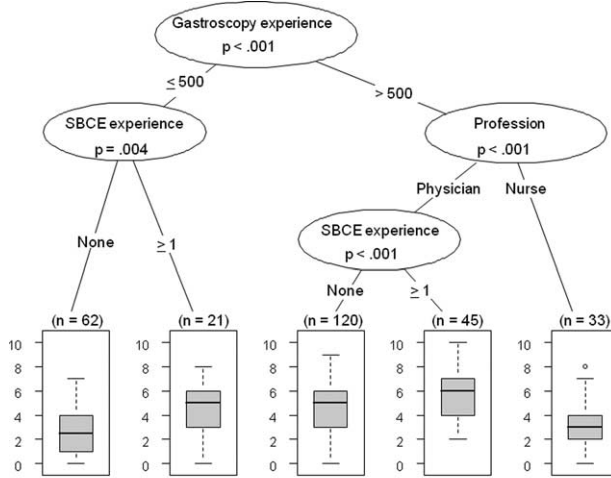 Gastroscopy experience
p < .001
≤ 500
> 500
SBCE experience
p = .004
Profession
p < .001
Physician
Nurse
SBCE experience
p < .001
None
≥ 1
None
≥ 1
(n = 62)
(n = 21)
(n = 120)
(n = 45)
(n = 33)
10 10 10 10 10
8 8 8 8 8
6 6 6 6 6
4 4 4 4 4
2 2 2 2 2
0 0 0 0 0